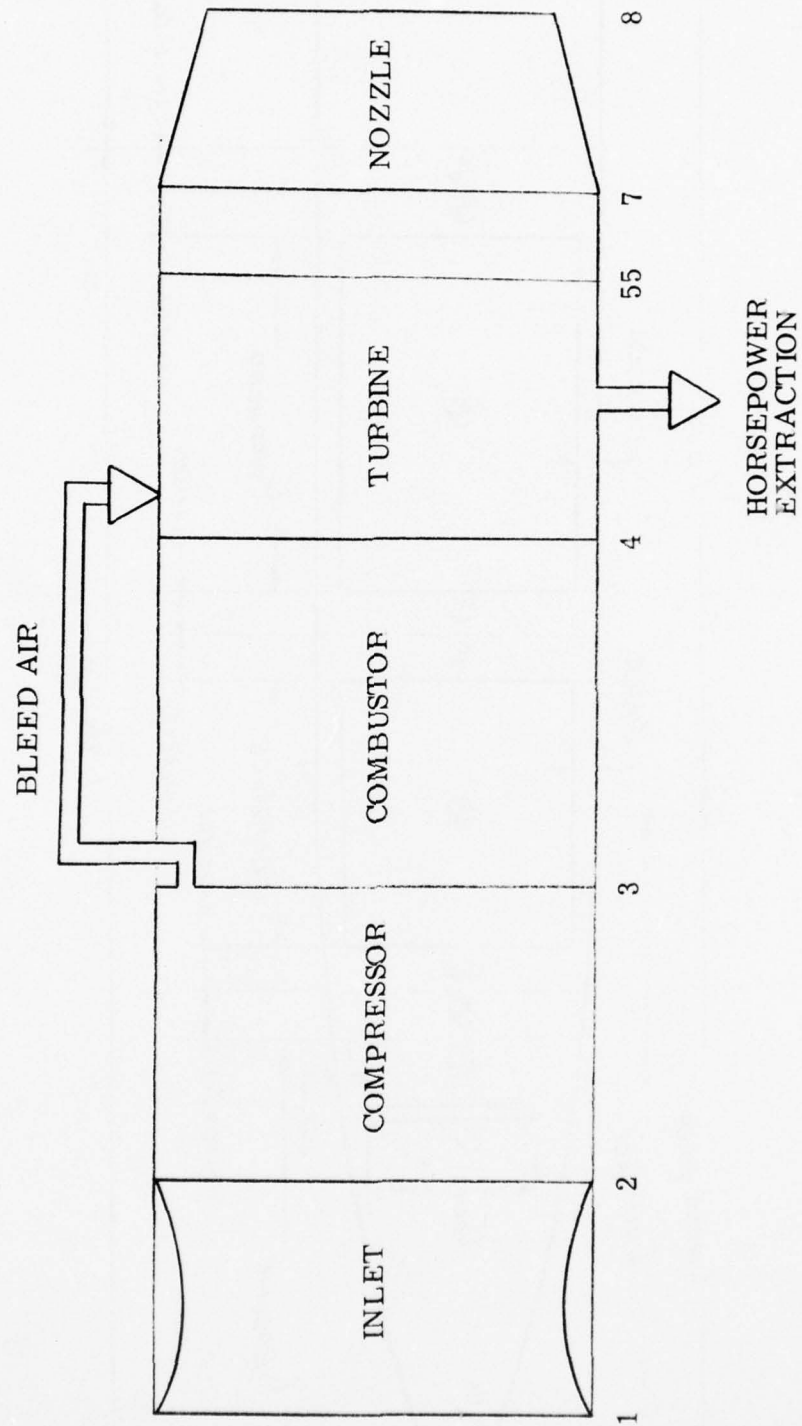 BLEED AIR
INLET
COMPRESSOR
COMBUSTOR
TURBINE
NOZZLE
1
2
3
4
55
7
8
HORSEPOWER
EXTRACTION